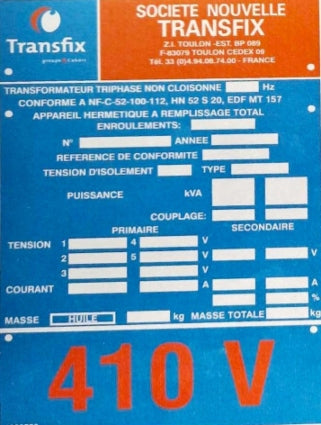 Transfix
groupe Cahors
SOCIETE NOUVELLE
TRANSFIX
Z.I. TOULON -EST. BP 089
F-83079 TOULON CEDEX 09
Tél. 33 (0)4.94.08.74.00 - FRANCE
TRANSFORMATEUR TRIPHASE NON CLOISONNE Hz
CONFORME A NF-C-52-100-112, HN 52 S 20, EDF MT 157
APPAREIL HERMETIQUE A REMPLISSAGE TOTAL
ENROULEMENTS:
N° ANNEE
REFERENCE DE CONFORMITE
TENSION D'ISOLEMENT TYPE
PUISSANCE kVA
COUPLAGE:
PRIMAIRE SECONDAIRE
TENSION 1 4 V
2 5 V V
3 V
COURANT A A
%
MASSE HUILE kg MASSE TOTALE kg
410 V